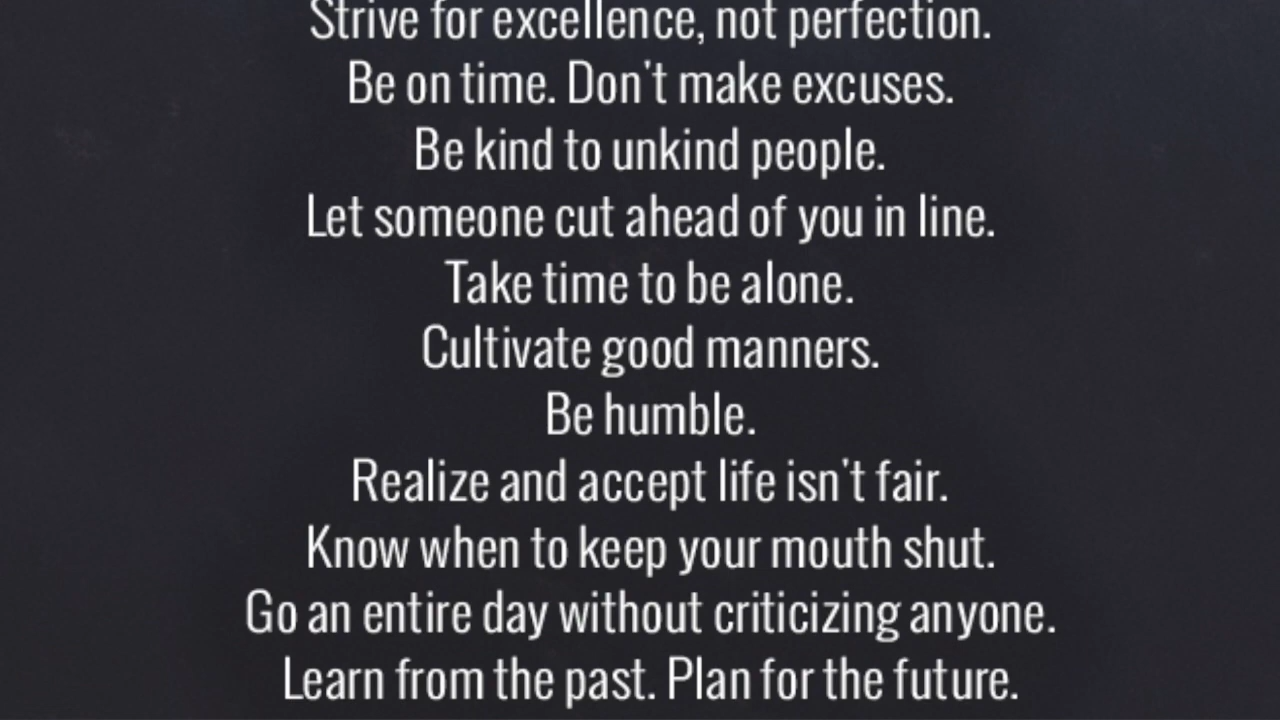 Strive for excellence, not perfection.
Be on time. Don't make excuses.
Be kind to unkind people.
Let someone cut ahead of you in line.
Take time to be alone.
Cultivate good manners.
Be humble.
Realize and accept life isn't fair.
Know when to keep your mouth shut.
Go an entire day without criticizing anyone.
Learn from the past. Plan for the future.